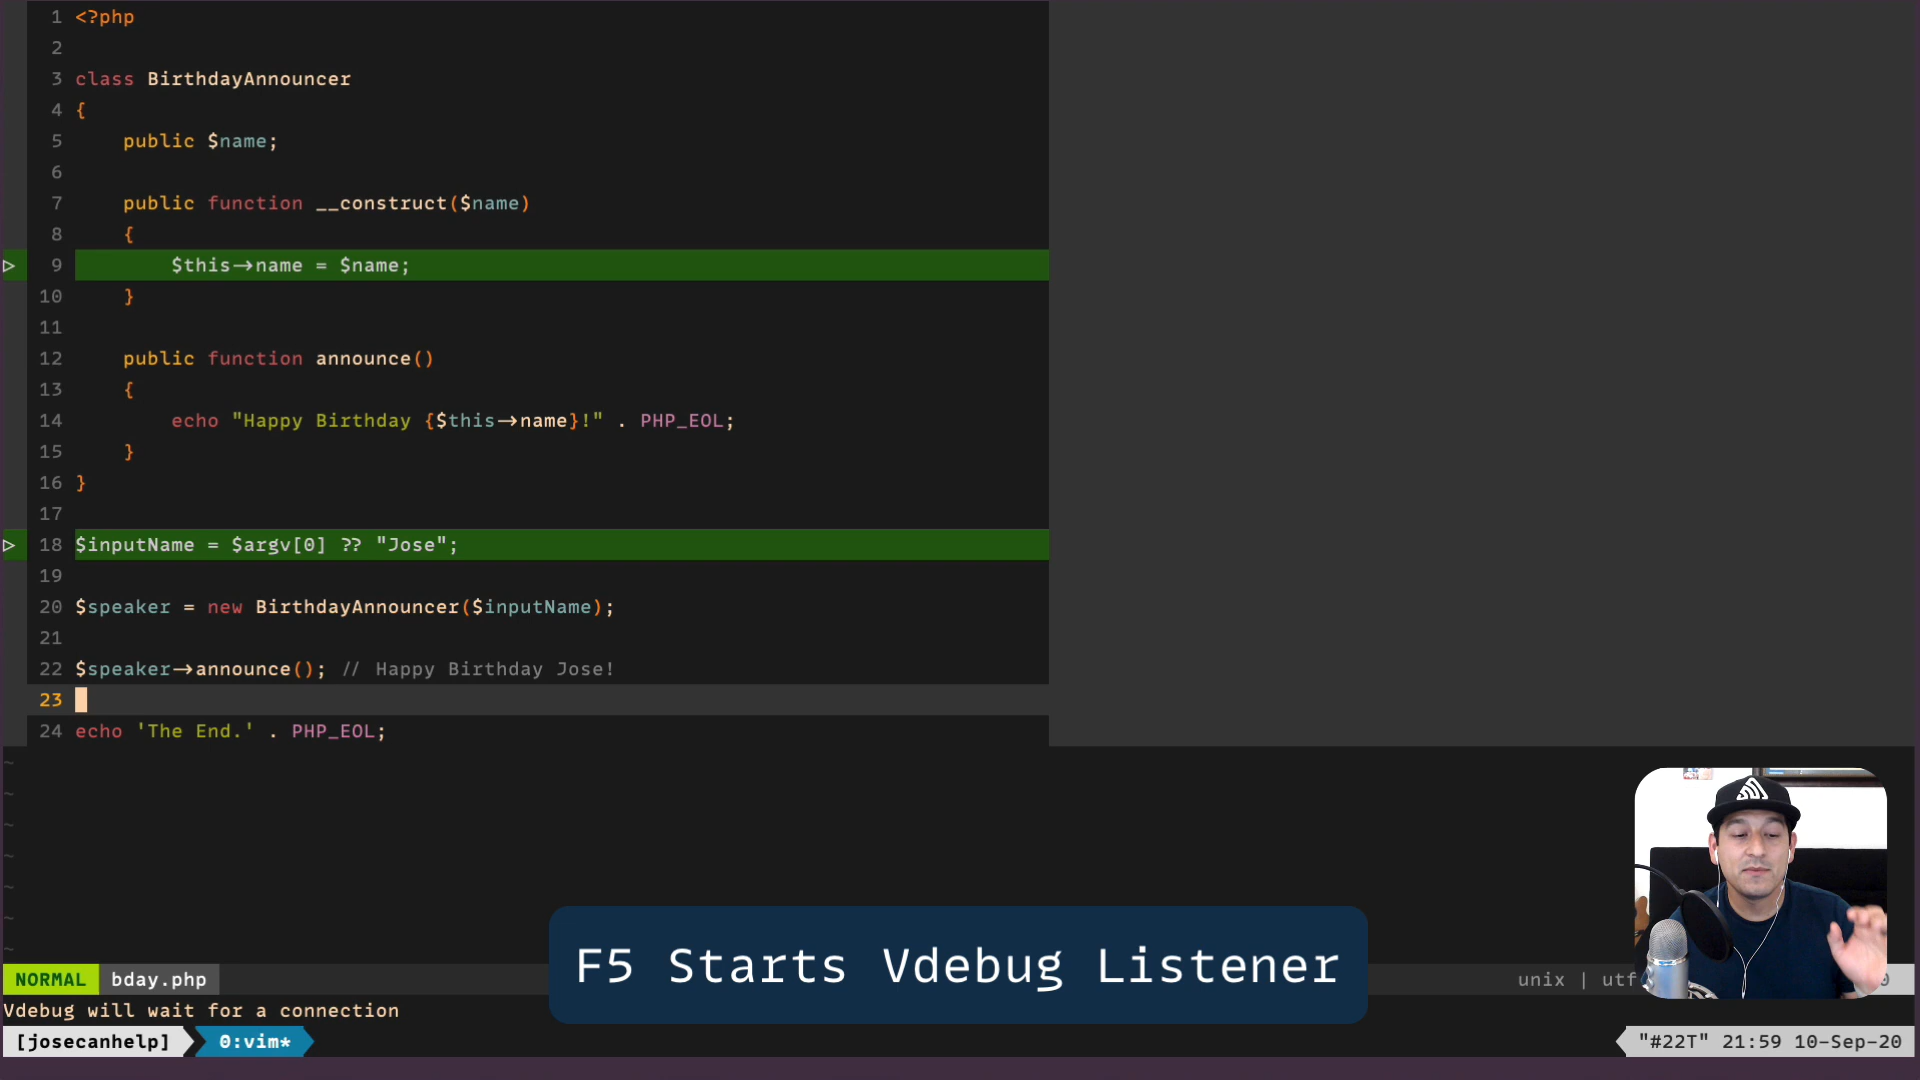 1 <?php
2
3 class BirthdayAnnouncer
4 {
5     public $name;
6
7     public function __construct($name)
8     {
▷ 9         $this->name = $name;
10     }
11
12     public function announce()
13     {
14         echo "Happy Birthday {$this->name}!" . PHP_EOL;
15     }
16 }
17
▷ 18 $inputName = $argv[0] ?? "Jose";
19
20 $speaker = new BirthdayAnnouncer($inputName);
21
22 $speaker->announce(); // Happy Birthday Jose!
23
24 echo 'The End.' . PHP_EOL;
~
~
~
~
~
~
~
F5 Starts Vdebug Listener
NORMAL bday.php unix | utf
Vdebug will wait for a connection
[josecanhelp] 0:vim* "#22T" 21:59 10-Sep-20